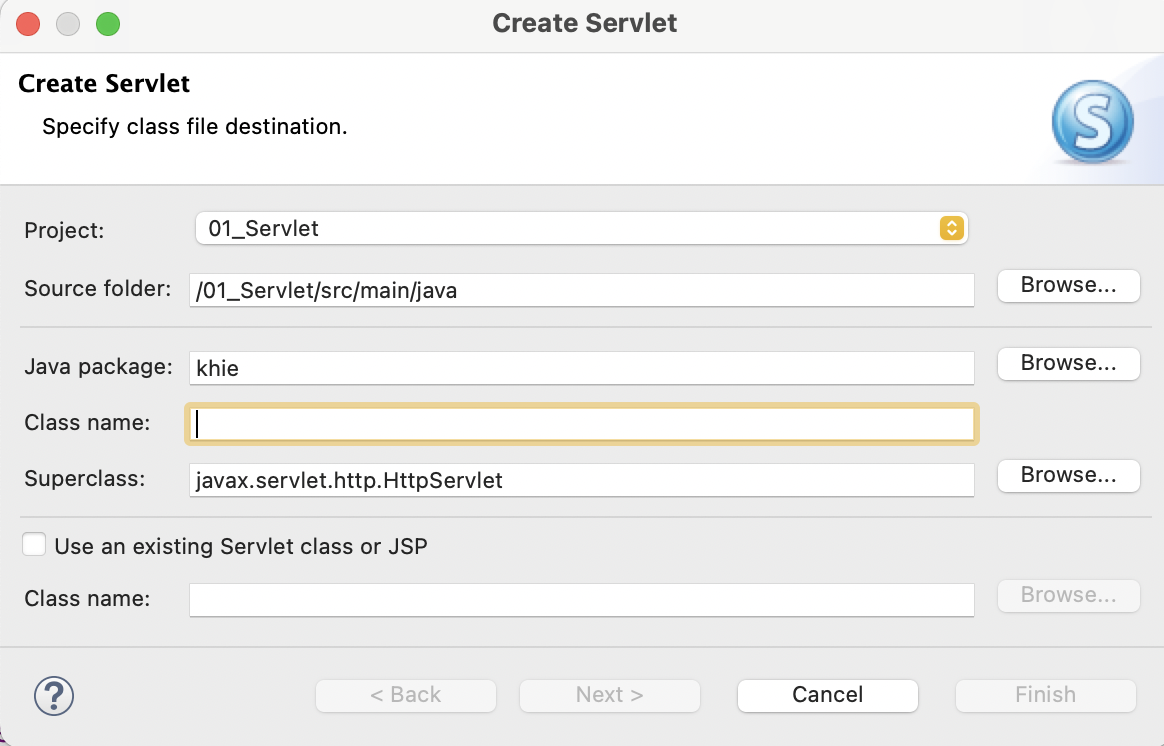 Create Servlet
Create Servlet
Specify class file destination.
S
Project: 01_Servlet
Source folder: /01_Servlet/src/main/java Browse...
Java package: khie Browse...
Class name:
Superclass: javax.servlet.http.HttpServlet Browse...
Use an existing Servlet class or JSP
Class name: Browse...
? < Back Next > Cancel Finish